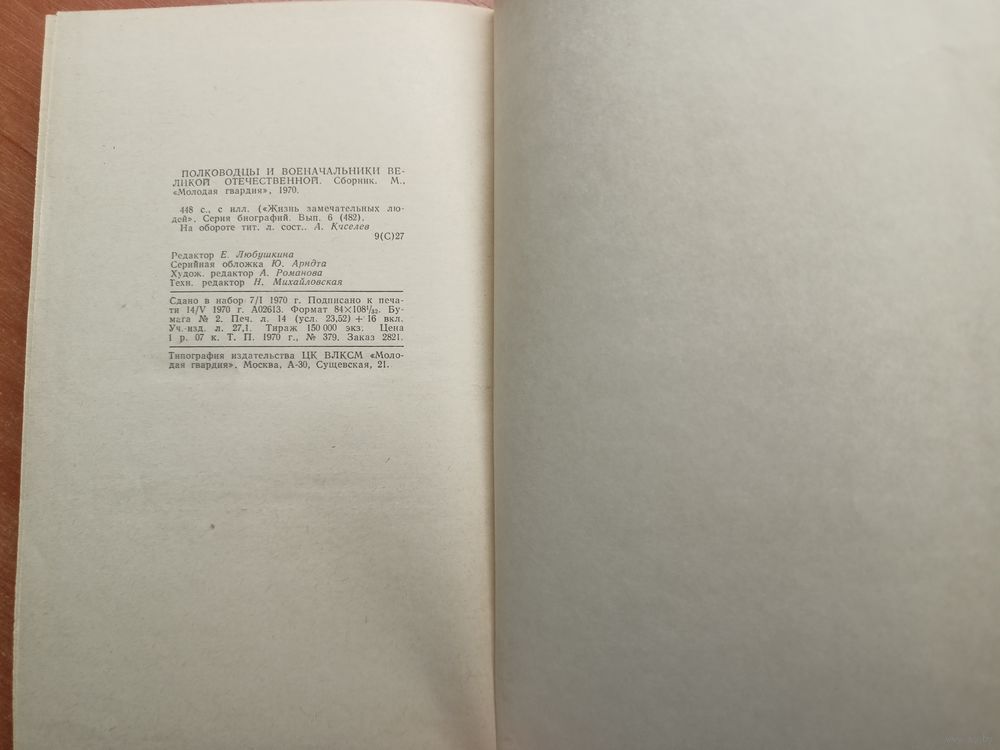 ПОЛКОВОДЦЫ И ВОЕНАЧАЛЬНИКИ ВЕ-
ЛИКОЙ ОТЕЧЕСТВЕННОЙ. Сборник. М.,
«Молодая гвардия», 1970.
448 с., с илл. («Жизнь замечательных лю-
дей». Серия биографий. Вып. 6 (482).
На обороте тит. л. сост.. А. Киселев
9(С)27
Редактор Е. Любушкина
Серийная обложка Ю. Арндта
Худож. редактор А. Романова
Техн. редактор Н. Михайловская
Сдано в набор 7/I 1970 г. Подписано к печа-
ти 14/V 1970 г. А02613. Формат 84×108¹/₃₂. Бу-
мага № 2. Печ. л. 14 (усл. 23,52) + 16 вкл.
Уч.-изд. л. 27,1. Тираж 150 000 экз. Цена
1 р. 07 к. Т. П. 1970 г., № 379. Заказ 2821.
Типография издательства ЦК ВЛКСМ «Моло-
дая гвардия». Москва, А-30, Сущевская, 21.